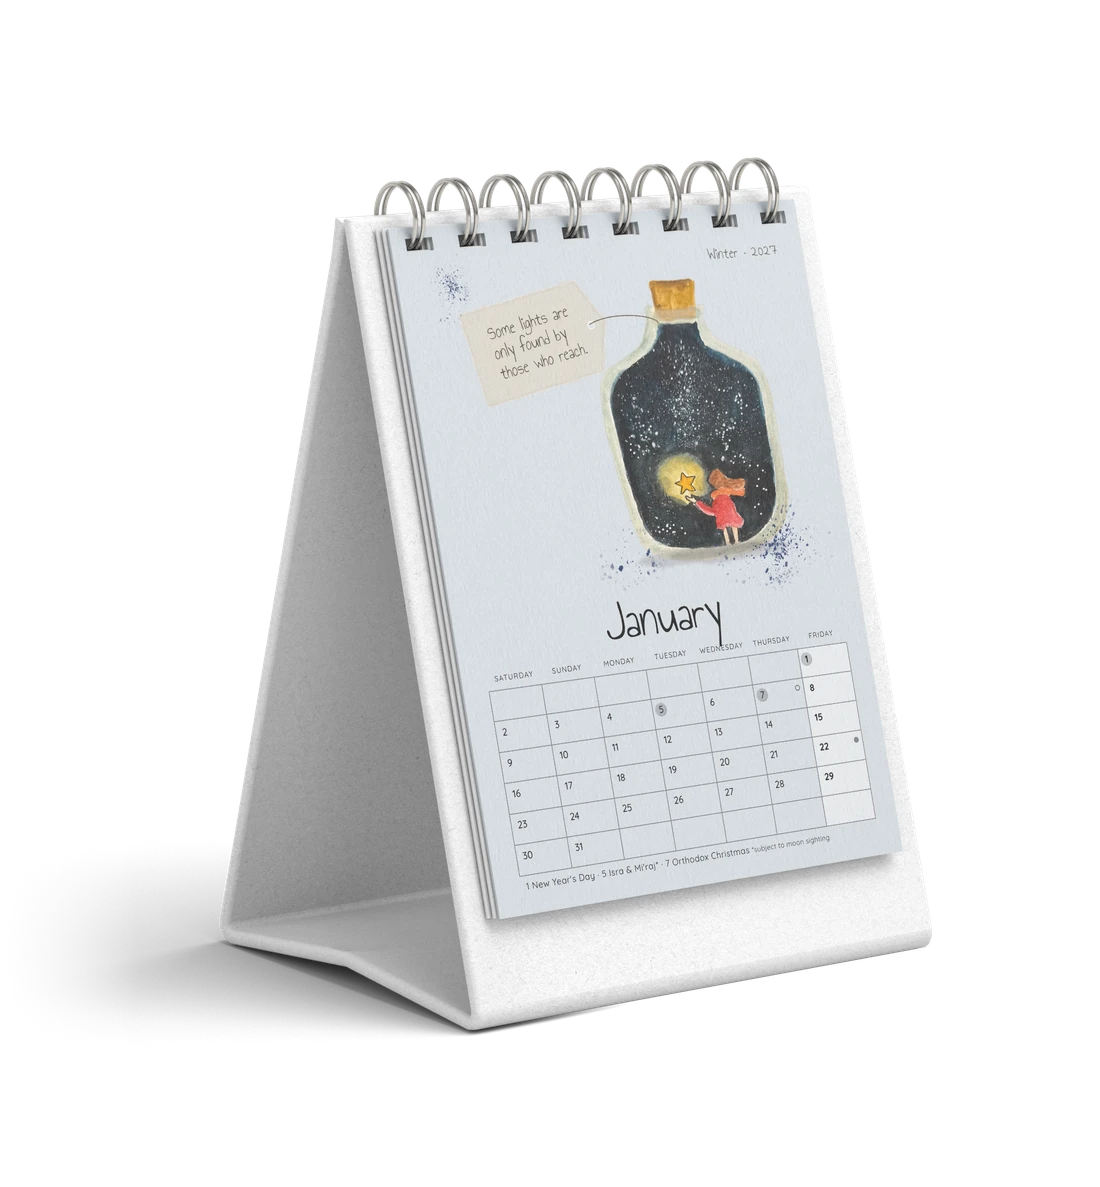 Winter · 2027
Some lights are
only found by
those who reach.
January
SATURDAY SUNDAY MONDAY TUESDAY WEDNESDAY THURSDAY FRIDAY
1
2 3 4 5 6 7 8
9 10 11 12 13 14 15
16 17 18 19 20 21 22
23 24 25 26 27 28 29
30 31
1 New Year's Day · 5 Isra & Mi'raj* · 7 Orthodox Christmas *subject to moon sighting